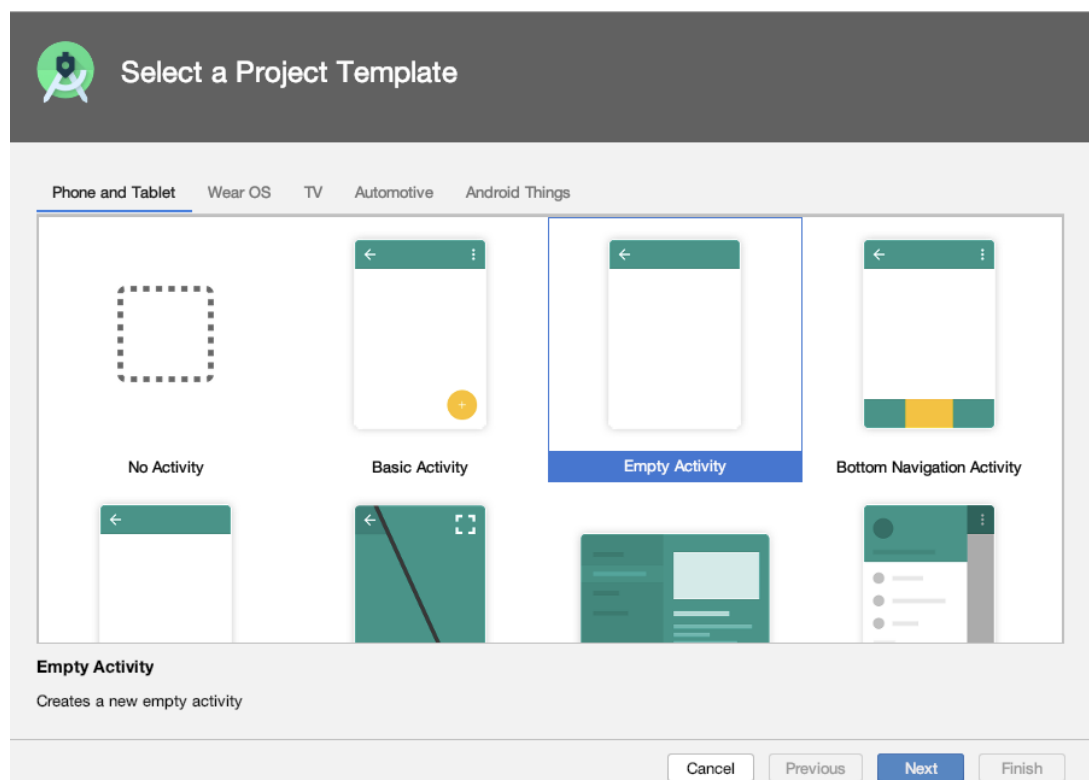 Select a Project Template
Phone and Tablet Wear OS TV Automotive Android Things
No Activity Basic Activity Empty Activity Bottom Navigation Activity
Empty Activity
Creates a new empty activity
Cancel Previous Next Finish